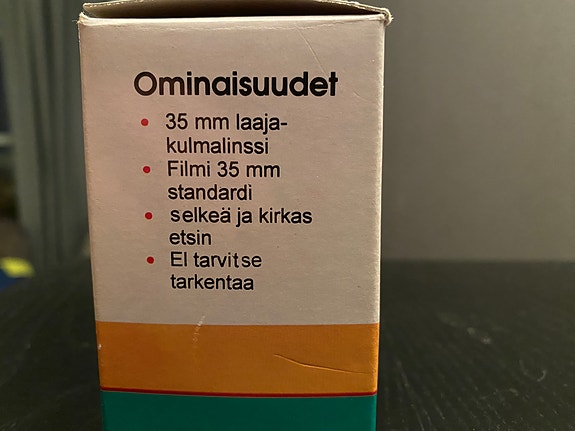 Ominaisuudet
• 35 mm laaja-
kulmalinssi
• Filmi 35 mm
standardi
• selkeä ja kirkas
etsin
• EI tarvitse
tarkentaa